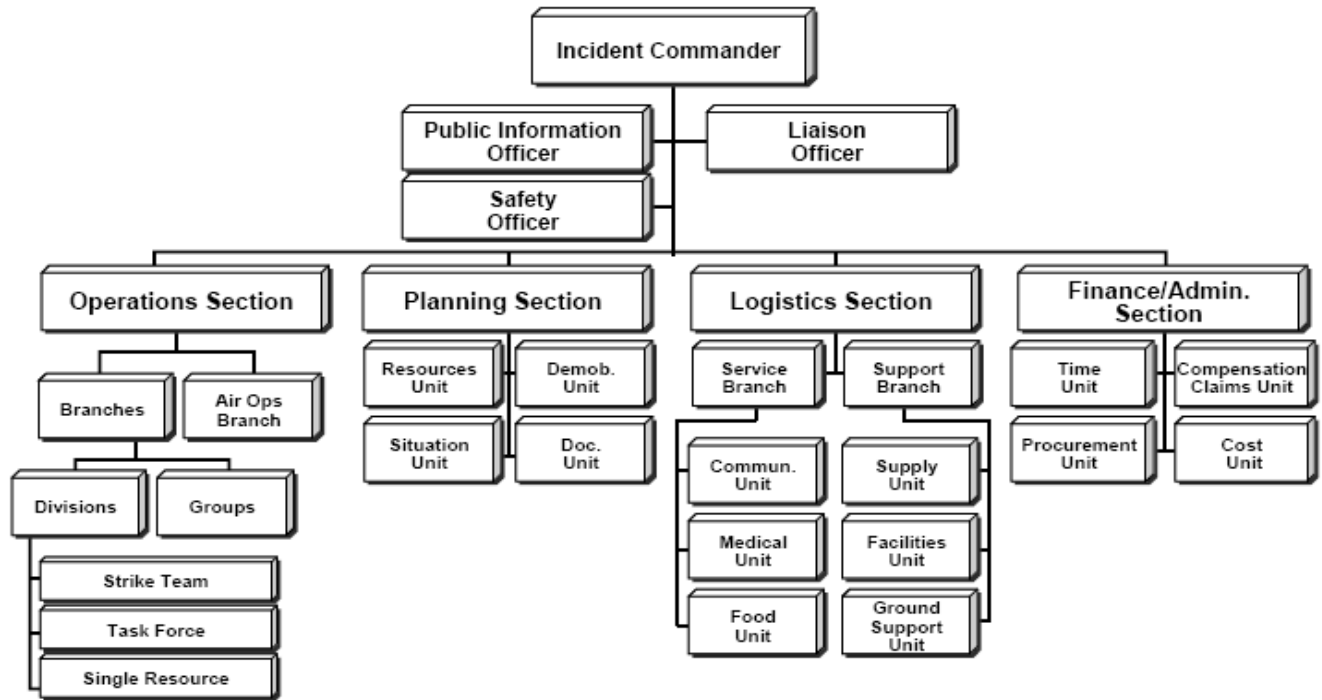 Incident Commander
Public Information
Officer
Liaison
Officer
Safety
Officer
Operations Section
Planning Section
Logistics Section
Finance/Admin.
Section
Branches
Air Ops
Branch
Divisions
Groups
Strike Team
Task Force
Single Resource
Resources
Unit
Demob.
Unit
Situation
Unit
Doc.
Unit
Service
Branch
Support
Branch
Commun.
Unit
Supply
Unit
Medical
Unit
Facilities
Unit
Food
Unit
Ground
Support
Unit
Time
Unit
Compensation
Claims Unit
Procurement
Unit
Cost
Unit